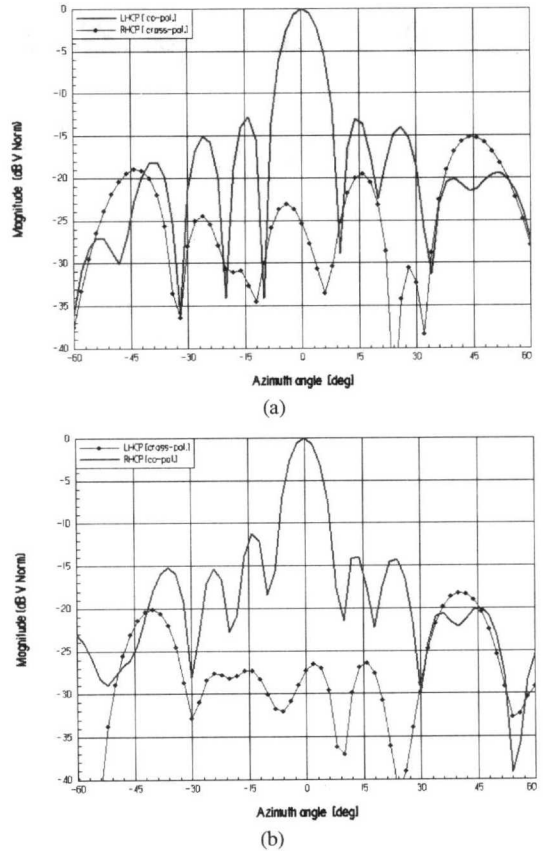 LHCP (co-pol.)
RHCP (cross-pol.)
0
-5
-10
-15
-20
-25
-30
-35
-40
Magnitude (dB V Norm)
-60 -45 -30 -15 0 15 30 45 60
Azimuth angle [deg]
(a)
LHCP (cross-pol.)
RHCP (co-pol.)
0
-5
-10
-15
-20
-25
-30
-35
-40
Magnitude (dB V Norm)
-60 -45 -30 -15 0 15 30 45 60
Azimuth angle [deg]
(b)